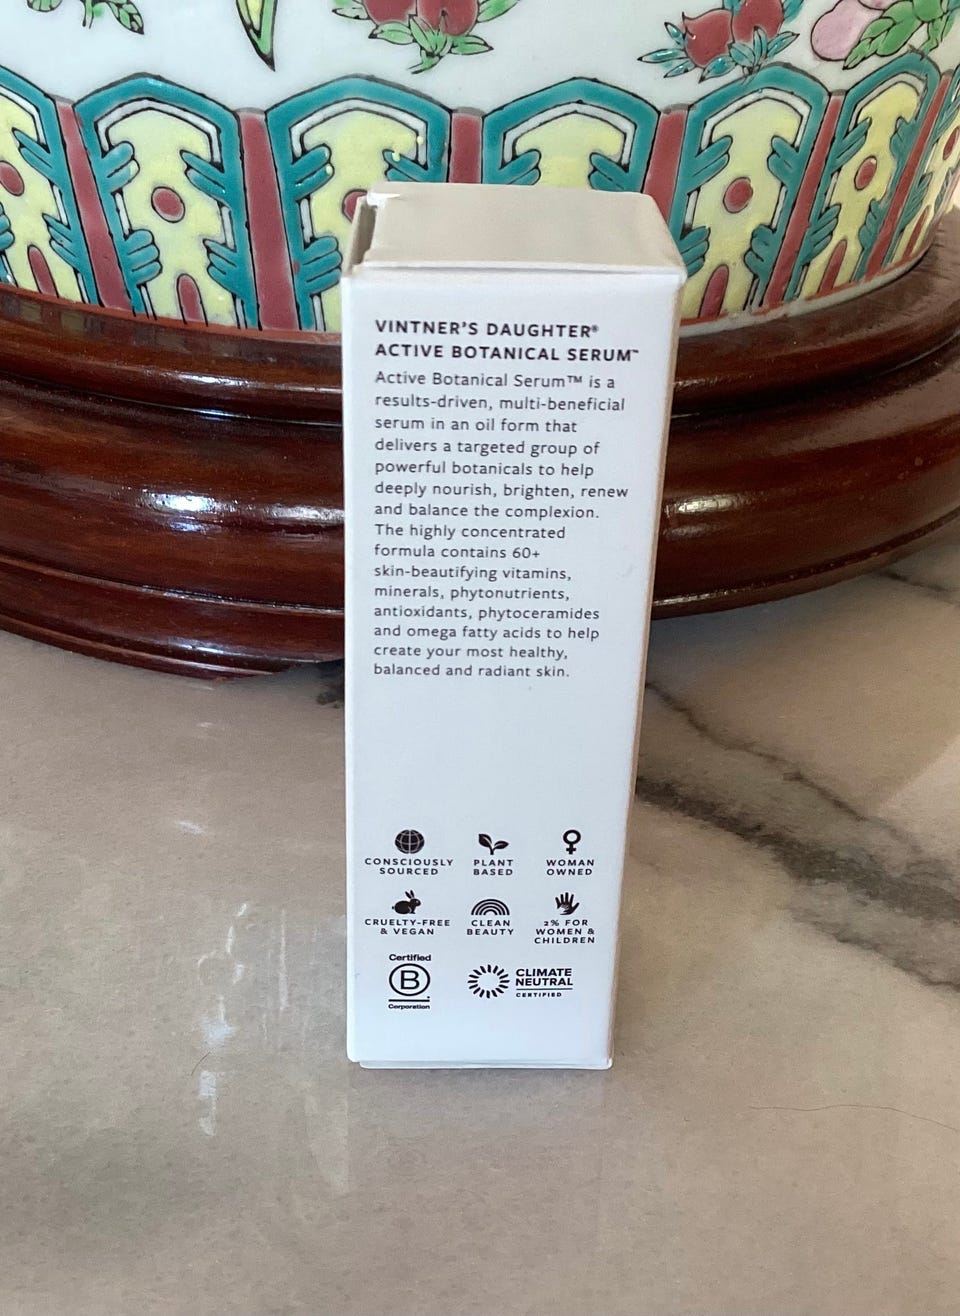 VINTNER'S DAUGHTER®
ACTIVE BOTANICAL SERUM™
Active Botanical Serum™ is a
results-driven, multi-beneficial
serum in an oil form that
delivers a targeted group of
powerful botanicals to help
deeply nourish, brighten, renew
and balance the complexion.
The highly concentrated
formula contains 60+
skin-beautifying vitamins,
minerals, phytonutrients,
antioxidants, phytoceramides
and omega fatty acids to help
create your most healthy,
balanced and radiant skin.
CONSCIOUSLY
SOURCED
PLANT
BASED
WOMAN
OWNED
CRUELTY-FREE
& VEGAN
CLEAN
BEAUTY
2% FOR
WOMEN &
CHILDREN
Certified
B
Corporation
CLIMATE
NEUTRAL
CERTIFIED